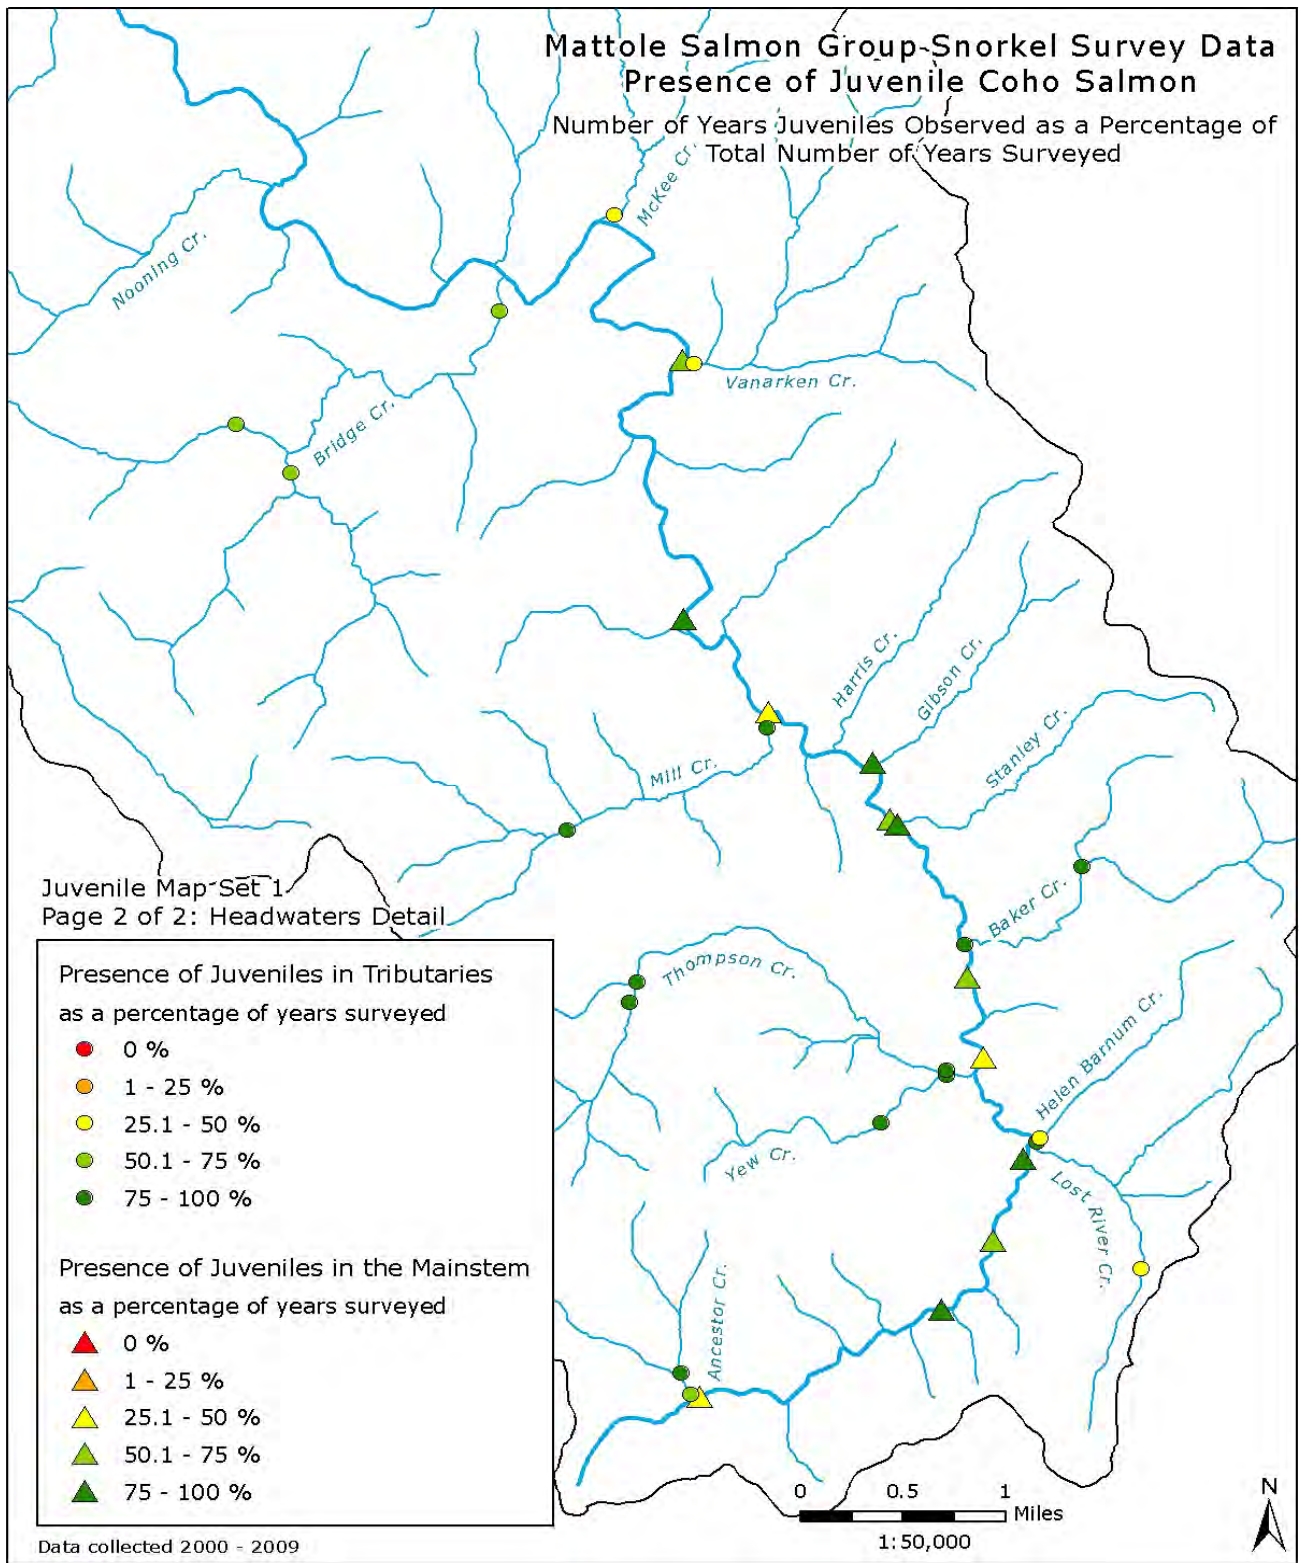 Mattole Salmon Group-Snorkel Survey Data
Presence of Juvenile Coho Salmon
Number of Years Juveniles Observed as a Percentage of
Total Number of Years Surveyed
McKee Cr.
Nooning Cr.
Vanarken Cr.
Bridge Cr.
Harris Cr.
Gibson Cr.
Stanley Cr.
Mill Cr.
Baker Cr.
Thompson Cr.
Helen Barnum Cr.
Yew Cr.
Lost River Cr.
Ancestor Cr.
Juvenile Map Set 1
Page 2 of 2: Headwaters Detail
Presence of Juveniles in Tributaries
as a percentage of years surveyed
0 %
1 - 25 %
25.1 - 50 %
50.1 - 75 %
75 - 100 %
Presence of Juveniles in the Mainstem
as a percentage of years surveyed
0 %
1 - 25 %
25.1 - 50 %
50.1 - 75 %
75 - 100 %
Data collected 2000 - 2009
0 0.5 1
Miles
1:50,000
N